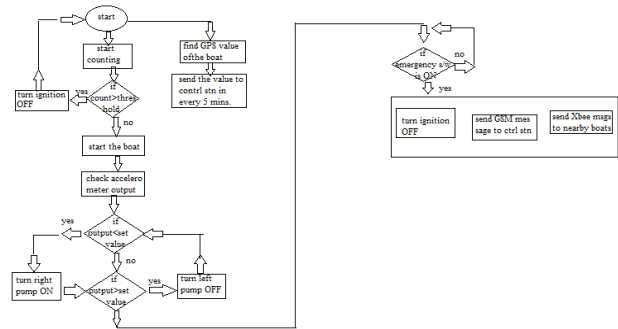 start
start
counting
if
count>thres
hold
yes
turn ignition
OFF
no
find GPS value
ofthe boat
send the value to
contrl stn in
every 5 mins.
start the boat
check accelero
meter output
if
output<set
value
yes
no
turn right
pump ON
if
output>set
value
yes
turn left
pump OFF
if
emergency s/w
is ON
no
yes
turn ignition
OFF
send GSM mes
sage to ctrl stn
send Xbee msgs
to nearby boats